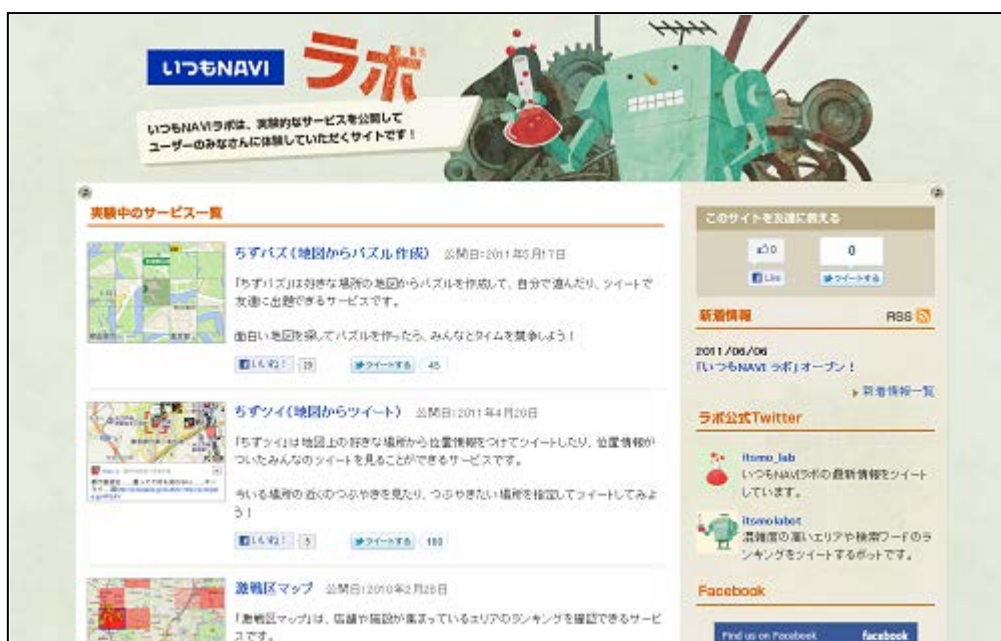 いつもNAVI
ラボ
いつもNAVIラボは、実験的なサービスを公開して
ユーザーのみなさんに体験していただくサイトです!
実験中のサービス一覧
ちずパズ(地図からパズル作成) 公開日:2011年5月17日
「ちずパズ」は好きな場所の地図からパズルを作成して、自分で遊んだり、ツイートで
友達に出題できるサービスです。
面白い地図を探してパズルを作ったら、みんなとタイムを競争しよう!
いいね! 19 ツイートする 45
ちずツイ(地図からツイート) 公開日:2011年4月20日
「ちずツイ」は地図上の好きな場所から位置情報をつけてツイートしたり、位置情報が
ついたみんなのツイートを見ることができるサービスです。
今いる場所の近くのつぶやきを見たり、つぶやきたい場所を指定してツイートしてみよ
う!
いいね! 5 ツイートする
激戦区マップ 公開日:2010年2月26日
「激戦区マップ」は、店舗や施設が集まっているエリアのランキングを確認できるサービ
スです。
このサイトを友達に教える
0 0
Like ツイートする
新着情報 RSS
2011/06/06
「いつもNAVI ラボ」オープン!
新着情報一覧
ラボ公式Twitter
itsmo_lab
いつもNAVIラボの最新情報をツイート
しています。
itsmolabot
混雑度の高いエリアや検索ワードのラ
ンキングをツイートするボットです。
Facebook
Find us on Facebook facebook